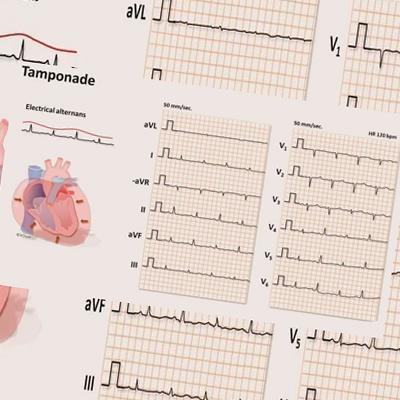 aVL
V1
Tamponade
Electrical alternans
50 mm/sec.
aVL
I
-aVR
II
aVF
III
50 mm/sec.
HR 120 bpm
V1
V2
V3
V4
V5
V6
aVF
III
V5